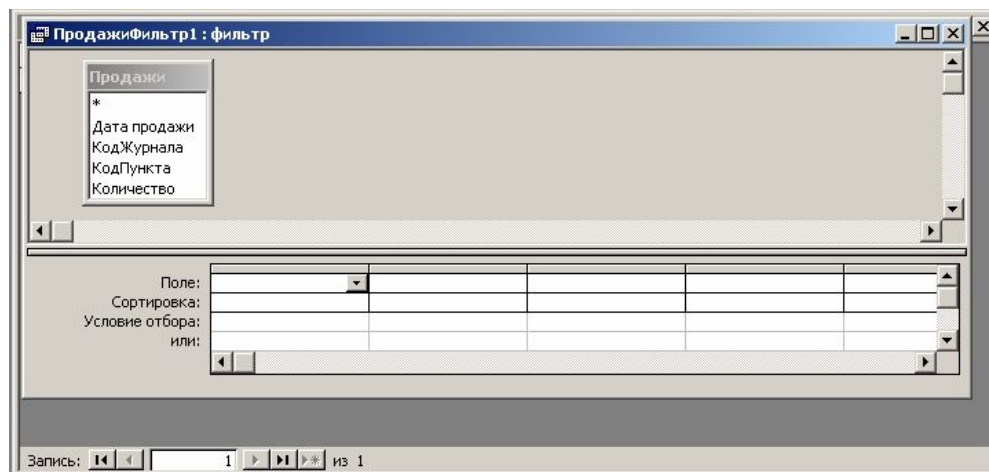 ПродажиФильтр1 : фильтр
Продажи
*
Дата продажи
КодЖурнала
КодПункта
Количество
Поле:
Сортировка:
Условие отбора:
или:
Запись: 1 из 1